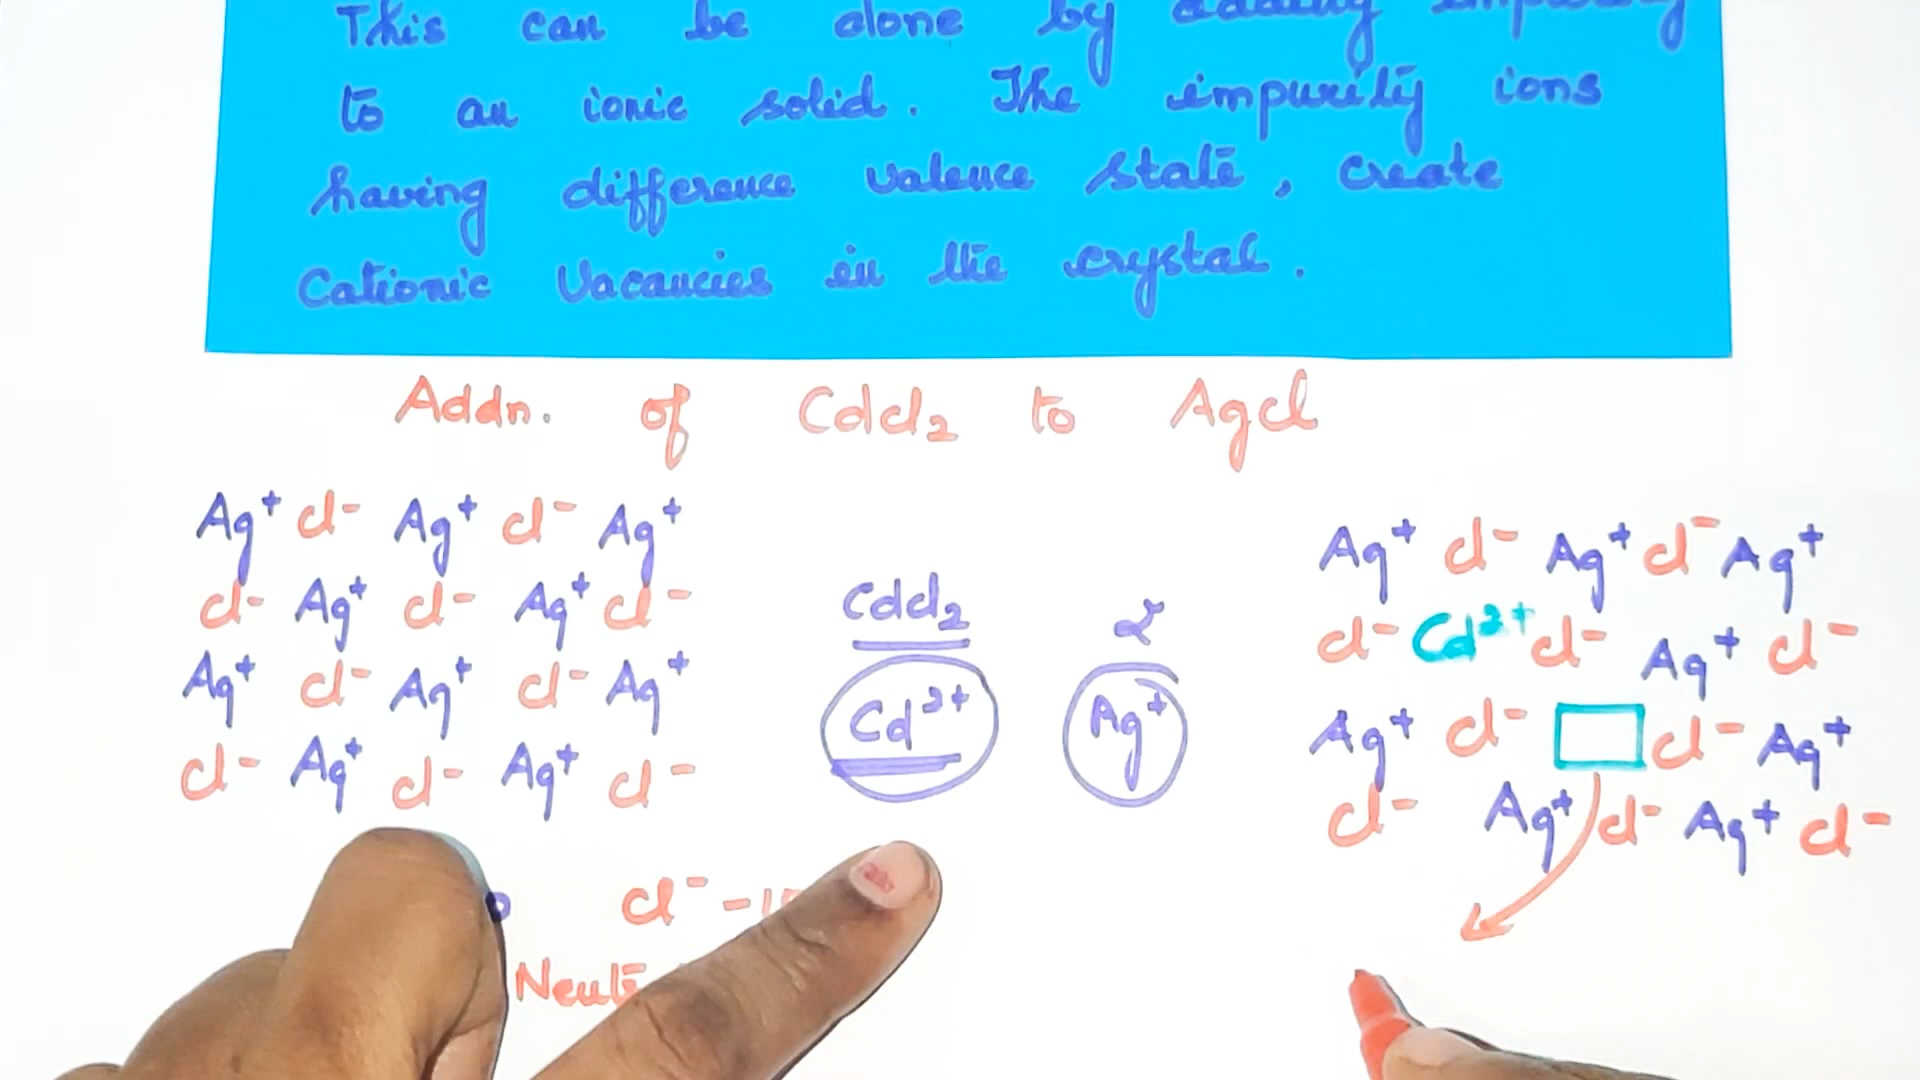 This can be done by adding impurity
to an ionic solid. The impurity ions
having difference valence state, create
Cationic Vacancies in the crystal.
Addn. of CdCl₂ to AgCl
Ag⁺ Cl⁻ Ag⁺ Cl⁻ Ag⁺
Cl⁻ Ag⁺ Cl⁻ Ag⁺ Cl⁻
Ag⁺ Cl⁻ Ag⁺ Cl⁻ Ag⁺
Cl⁻ Ag⁺ Cl⁻ Ag⁺ Cl⁻
CdCl₂
Cd²⁺
2
Ag⁺
Ag⁺ Cl⁻ Ag⁺ Cl⁻ Ag⁺
Cl⁻ Cd²⁺ Cl⁻ Ag⁺ Cl⁻
Ag⁺ Cl⁻ Cl⁻ Ag⁺
Cl⁻ Ag⁺ Cl⁻ Ag⁺ Cl⁻
Cl⁻ -